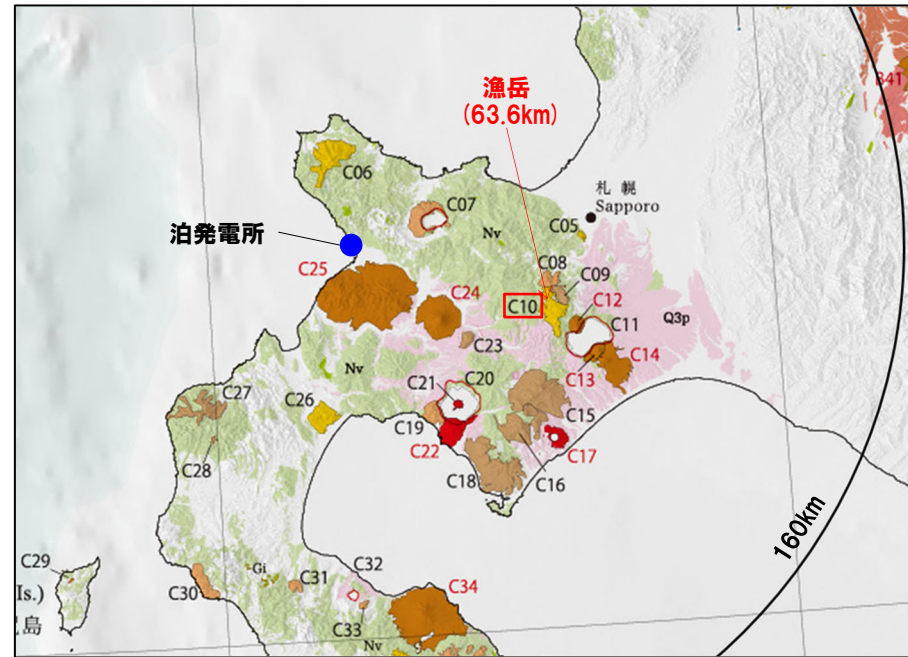 B41
漁岳
(63.6km)
C06
札幌
Sapporo
C07
C05
Nv
泊発電所
C08
C09
C25
C24
C10
C12
C11
Q3p
C23
C14
C13
Nv
C21
C20
C27
C26
C15
C19
C22
C17
C28
C16
C18
160km
C29
C32
Gi
C31
C34
Is.)
C30
C33
島
Nv